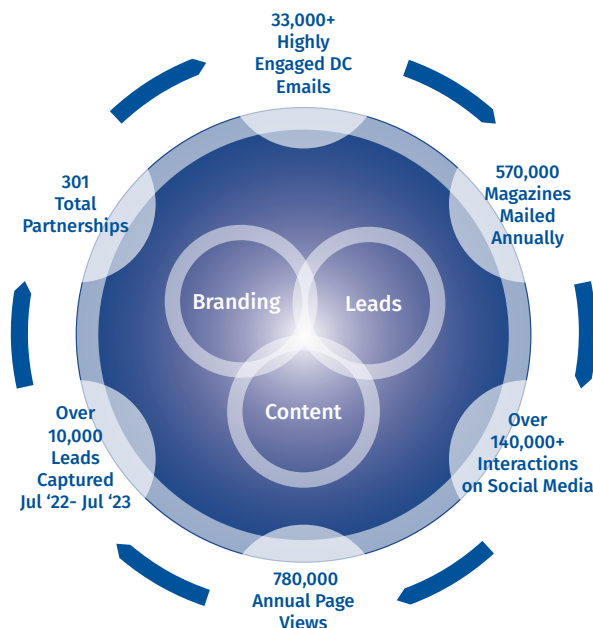 33,000+
Highly
Engaged DC
Emails
570,000
Magazines
Mailed
Annually
Over
140,000+
Interactions
on Social Media
780,000
Annual Page
Views
Over
10,000
Leads
Captured
Jul ‘22- Jul ‘23
301
Total
Partnerships
Branding
Leads
Content